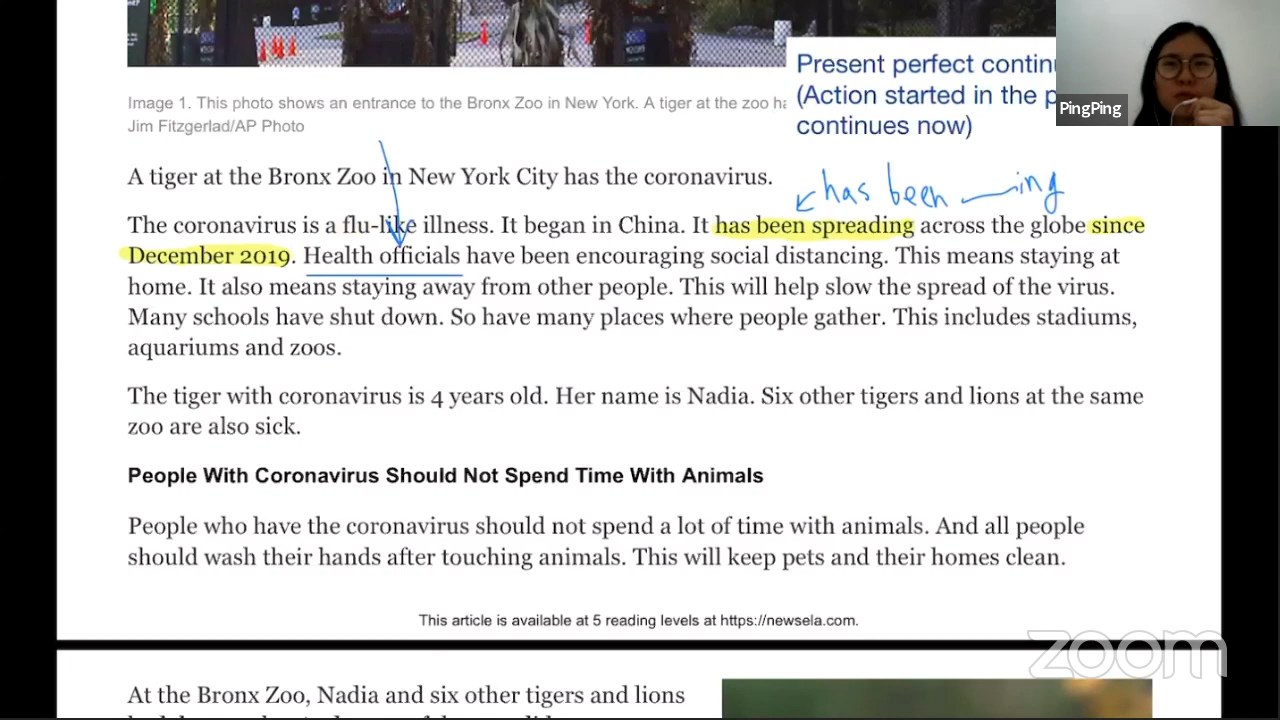 Present perfect contin
(Action started in the p
continues now)
PingPing
Image 1. This photo shows an entrance to the Bronx Zoo in New York. A tiger at the zoo ha
Jim Fitzgerlad/AP Photo
A tiger at the Bronx Zoo in New York City has the coronavirus.
has been ing
The coronavirus is a flu-like illness. It began in China. It has been spreading across the globe since
December 2019. Health officials have been encouraging social distancing. This means staying at
home. It also means staying away from other people. This will help slow the spread of the virus.
Many schools have shut down. So have many places where people gather. This includes stadiums,
aquariums and zoos.
The tiger with coronavirus is 4 years old. Her name is Nadia. Six other tigers and lions at the same
zoo are also sick.
People With Coronavirus Should Not Spend Time With Animals
People who have the coronavirus should not spend a lot of time with animals. And all people
should wash their hands after touching animals. This will keep pets and their homes clean.
This article is available at 5 reading levels at https://newsela.com.
zoom
At the Bronx Zoo, Nadia and six other tigers and lions